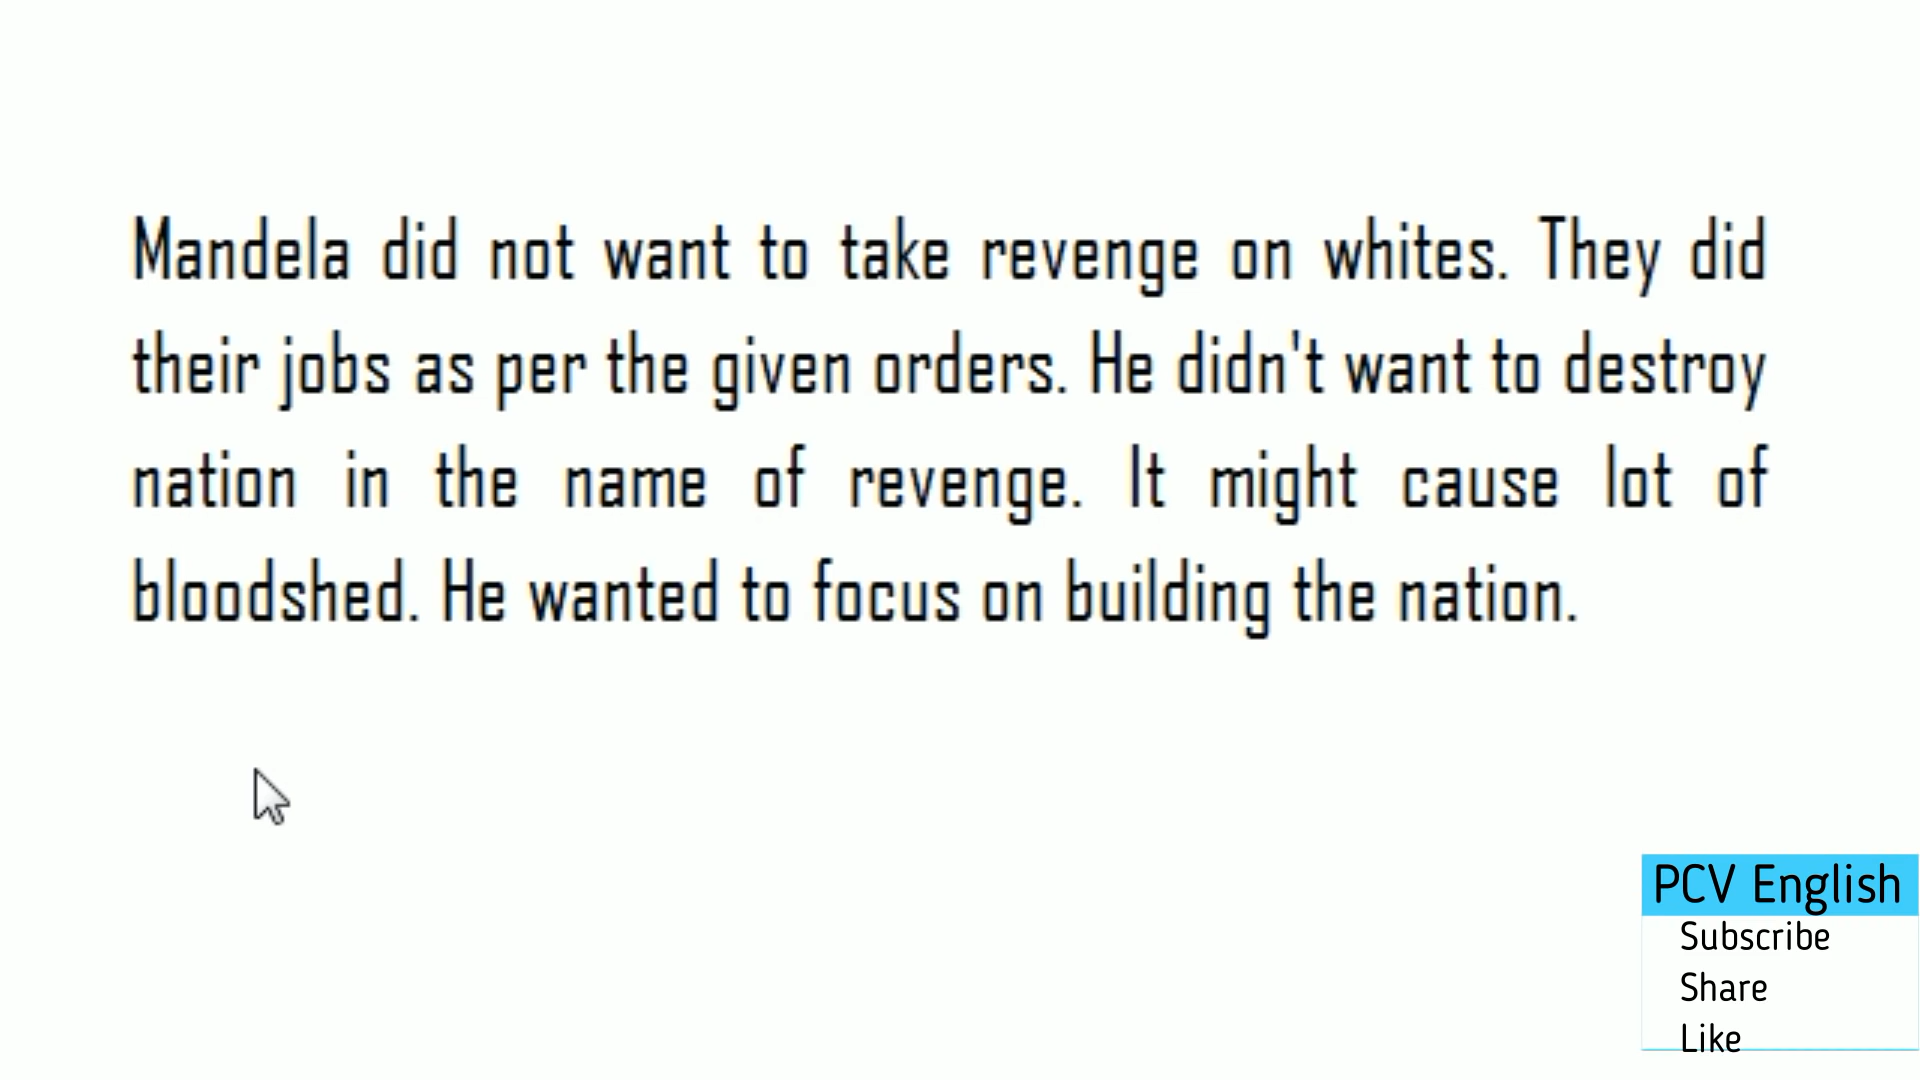 Mandela did not want to take revenge on whites. They did
their jobs as per the given orders. He didn't want to destroy
nation in the name of revenge. It might cause lot of
bloodshed. He wanted to focus on building the nation.
PCV English
Subscribe
Share
Like